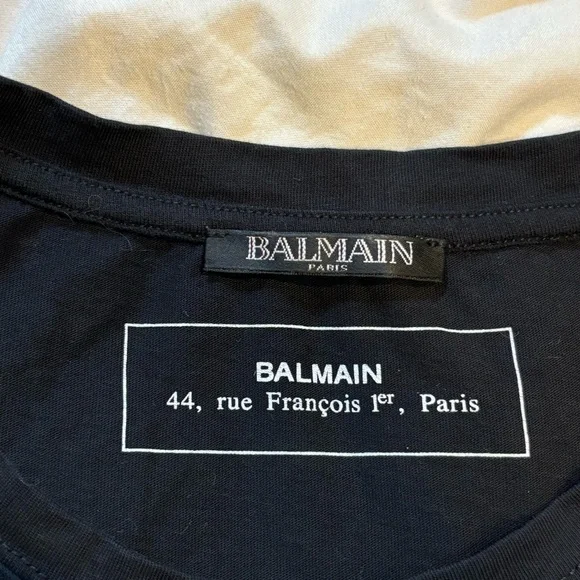 BALMAIN
PARIS
BALMAIN
44, rue François 1er, Paris